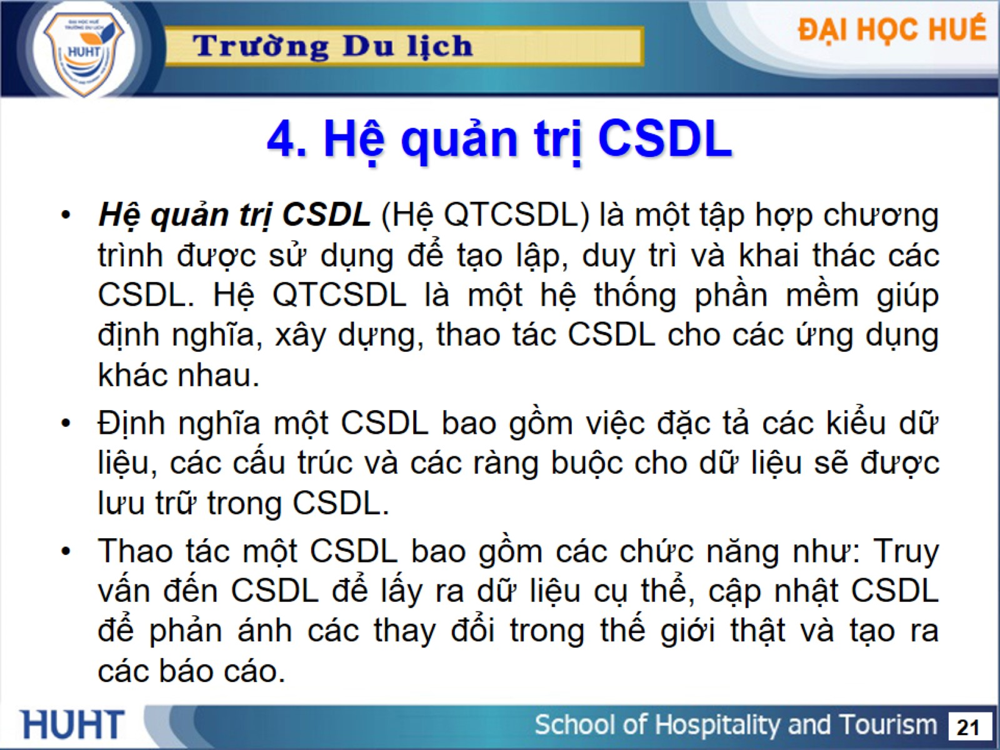 ĐẠI HỌC HUẾ
TRƯỜNG DU LỊCH
HUHT
Trường Du lịch
ĐẠI HỌC HUẾ
4. Hệ quản trị CSDL
• Hệ quản trị CSDL (Hệ QTCSDL) là một tập hợp chương
trình được sử dụng để tạo lập, duy trì và khai thác các
CSDL. Hệ QTCSDL là một hệ thống phần mềm giúp
định nghĩa, xây dựng, thao tác CSDL cho các ứng dụng
khác nhau.
• Định nghĩa một CSDL bao gồm việc đặc tả các kiểu dữ
liệu, các cấu trúc và các ràng buộc cho dữ liệu sẽ được
lưu trữ trong CSDL.
• Thao tác một CSDL bao gồm các chức năng như: Truy
vấn đến CSDL để lấy ra dữ liệu cụ thể, cập nhật CSDL
để phản ánh các thay đổi trong thế giới thật và tạo ra
các báo cáo.
HUHT
School of Hospitality and Tourism
21